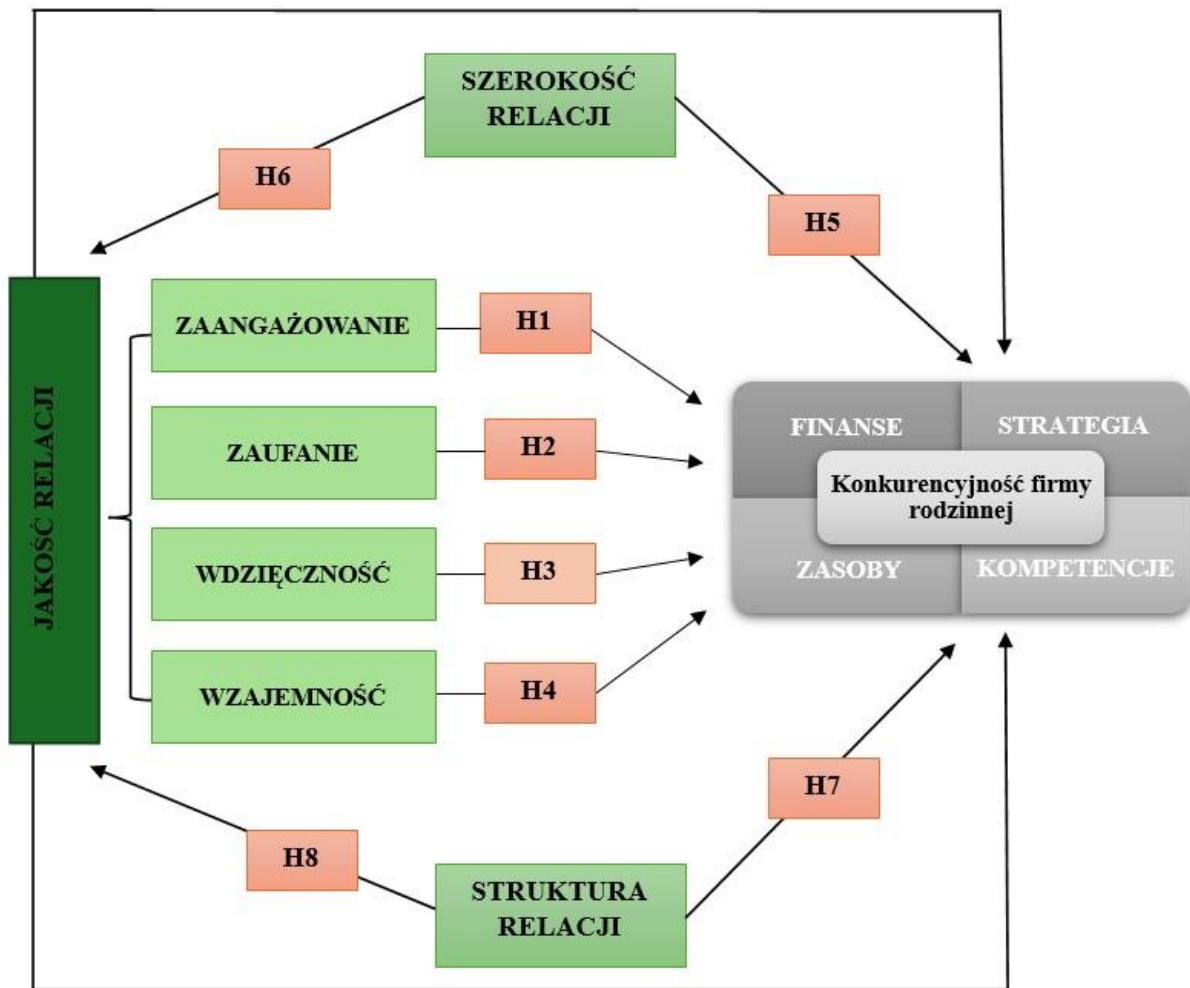 SZEROKOŚĆ
RELACJI
H6
H5
JAKOŚĆ RELACJI
ZAANGAŻOWANIE
H1
ZAUFANIE
H2
WDZIĘCZNOŚĆ
H3
WZAJEMNOŚĆ
H4
FINANSE
STRATEGIA
Konkurencyjność firmy
rodzinnej
ZASOBY
KOMPETENCJE
H7
H8
STRUKTURA
RELACJI